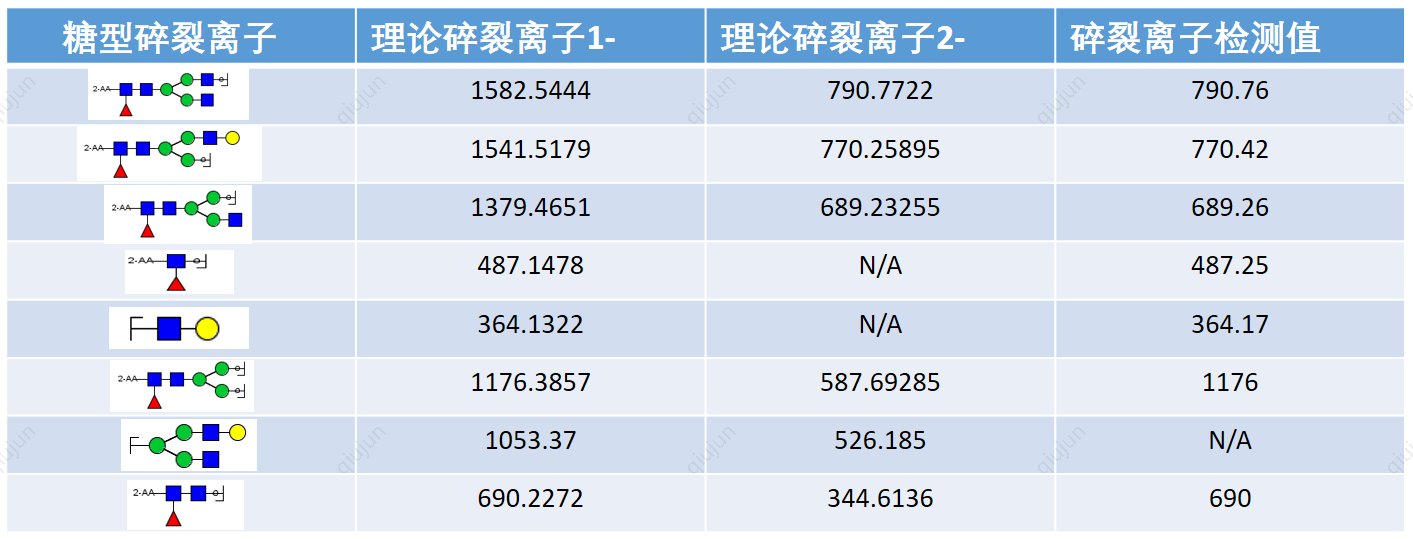 糖型碎裂离子 理论碎裂离子1- 理论碎裂离子2- 碎裂离子检测值
2-AA 1582.5444 790.7722 790.76
2-AA 1541.5179 770.25895 770.42
2-AA 1379.4651 689.23255 689.26
2-AA 487.1478 N/A 487.25
364.1322 N/A 364.17
2-AA 1176.3857 587.69285 1176
1053.37 526.185 N/A
2-AA 690.2272 344.6136 690
qiujun
qiujun
qiujun
qiujun
qiujun
qiujun
qiujun
qiujun
qiujun
qiujun